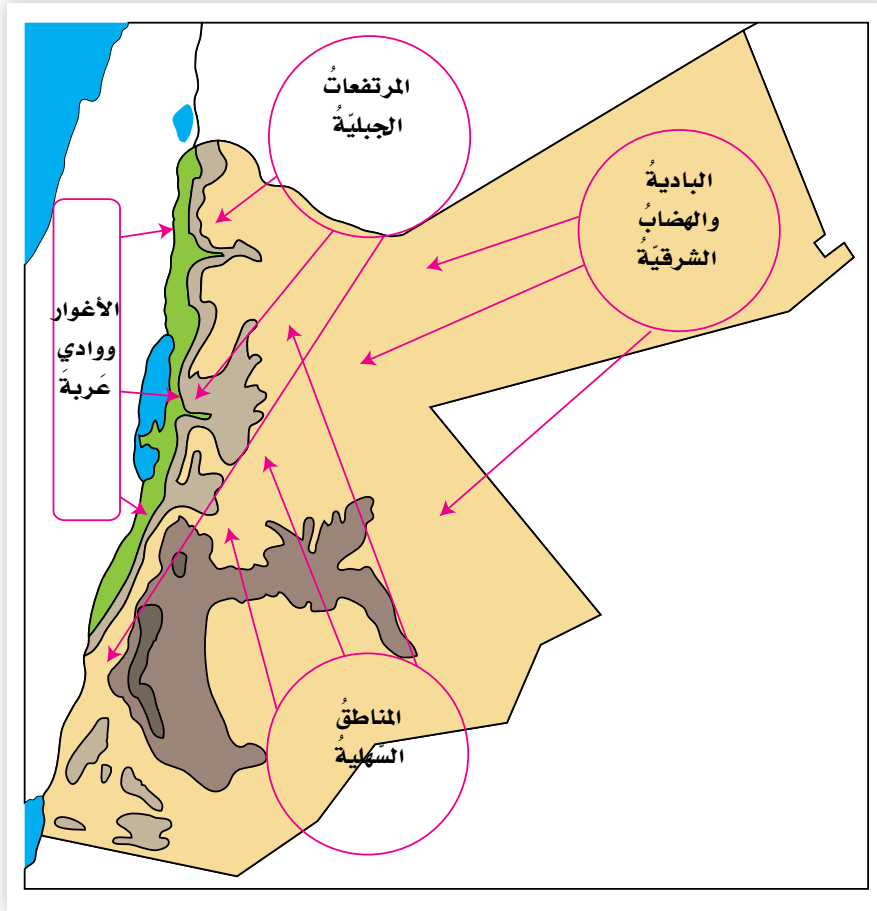 المرتفعاتُ
الجبليّةُ
الباديةُ
والهضابُ
الشرقيّةُ
الأغوار
ووادي
عَربةَ
المناطقُ
السّهليةُ